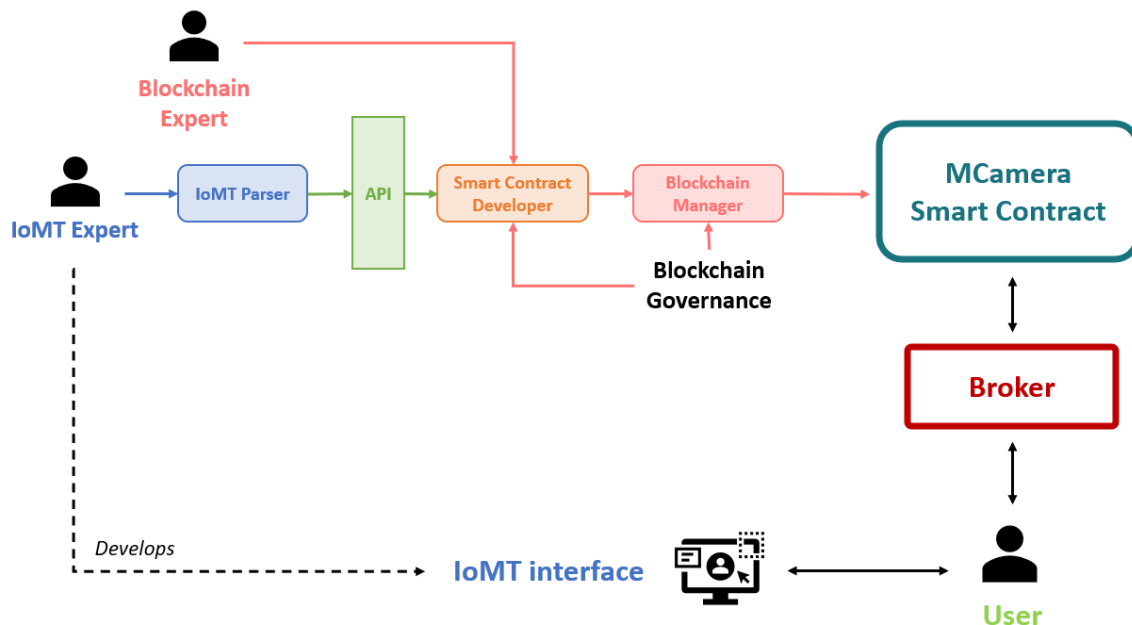 Blockchain
Expert
IoMT Expert
IoMT Parser
API
Smart Contract
Developer
Blockchain
Manager
MCamera
Smart Contract
Blockchain
Governance
Broker
Develops
IoMT interface
User